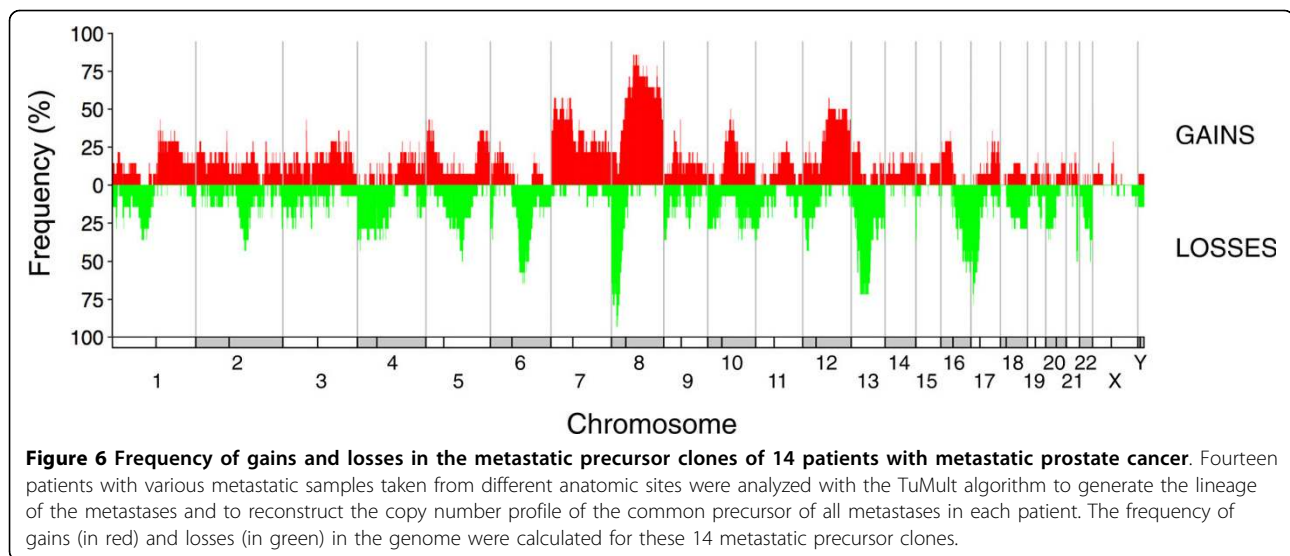 100
75
50
25
0
25
50
75
100
Frequency (%)
GAINS
LOSSES
2 4 6 8 10 12 14 16 18 20 22 Y
1 3 5 7 9 11 13 15 17 19 21 X
Chromosome
Figure 6 Frequency of gains and losses in the metastatic precursor clones of 14 patients with metastatic prostate cancer. Fourteen
patients with various metastatic samples taken from different anatomic sites were analyzed with the TuMult algorithm to generate the lineage
of the metastases and to reconstruct the copy number profile of the common precursor of all metastases in each patient. The frequency of
gains (in red) and losses (in green) in the genome were calculated for these 14 metastatic precursor clones.